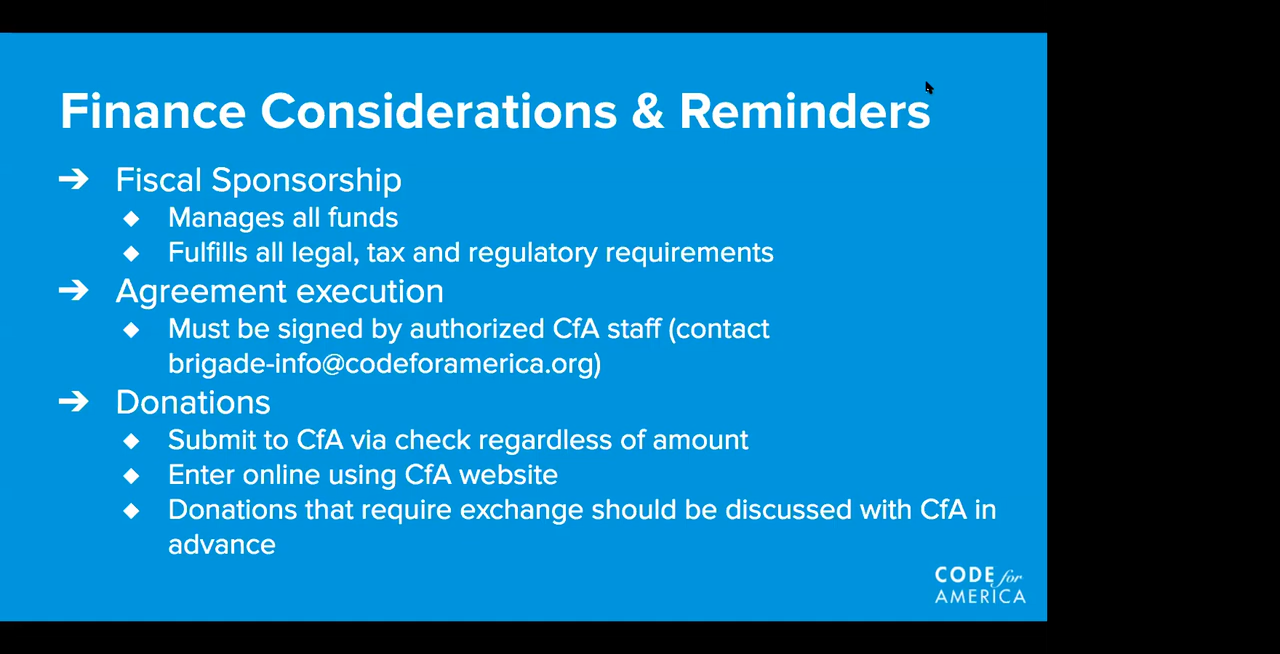 Finance Considerations & Reminders
➔ Fiscal Sponsorship
◆ Manages all funds
◆ Fulfills all legal, tax and regulatory requirements
➔ Agreement execution
◆ Must be signed by authorized CfA staff (contact
brigade-info@codeforamerica.org)
➔ Donations
◆ Submit to CfA via check regardless of amount
◆ Enter online using CfA website
◆ Donations that require exchange should be discussed with CfA in
advance
CODE for
AMERICA